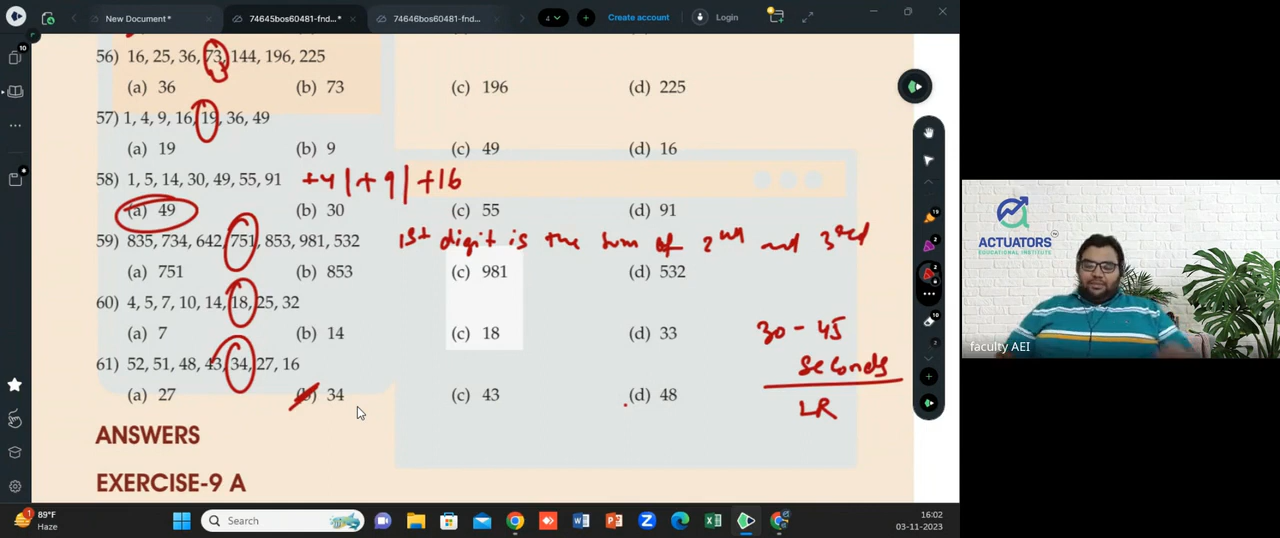 New Document*
74645bos60481-fnd...*
74646bos60481-fnd...
4
Create account
Login
56) 16, 25, 36, 73, 144, 196, 225
(a) 36 (b) 73 (c) 196 (d) 225
57) 1, 4, 9, 16, 19, 36, 49
(a) 19 (b) 9 (c) 49 (d) 16
58) 1, 5, 14, 30, 49, 55, 91 +4 | +9 | +16
(a) 49 (b) 30 (c) 55 (d) 91
59) 835, 734, 642, 751, 853, 981, 532 1st digit is the sum of 2nd and 3rd
(a) 751 (b) 853 (c) 981 (d) 532
60) 4, 5, 7, 10, 14, 18, 25, 32
(a) 7 (b) 14 (c) 18 (d) 33
30 - 45
seconds
LR
61) 52, 51, 48, 43, 34, 27, 16
(a) 27 (b) 34 (c) 43 (d) 48
ANSWERS
EXERCISE-9 A
ACTUATORS
EDUCATIONAL INSTITUTE
faculty AEI
89°F
Haze
Search
16:02
03-11-2023